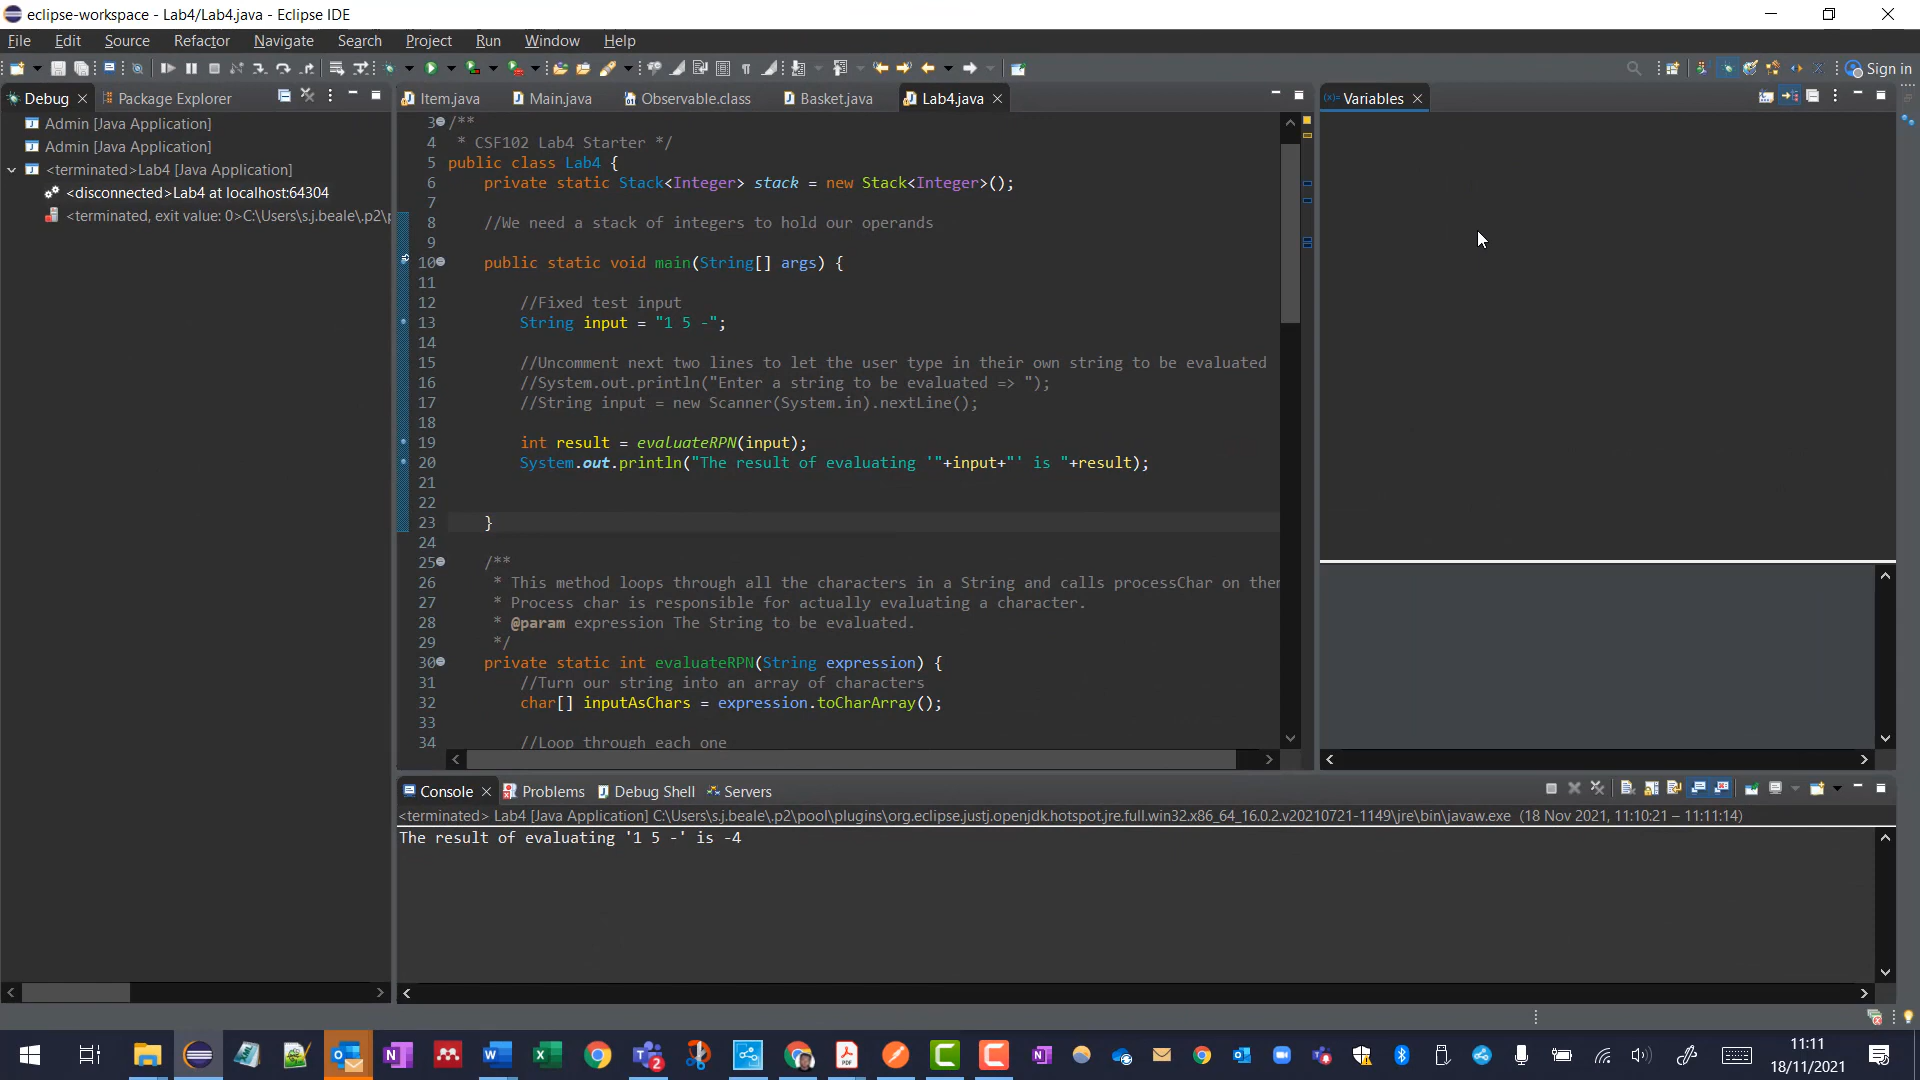 eclipse-workspace - Lab4/Lab4.java - Eclipse IDE
File Edit Source Refactor Navigate Search Project Run Window Help
Sign in
Debug Package Explorer
Item.java Main.java Observable.class Basket.java Lab4.java
Variables
Admin [Java Application]
Admin [Java Application]
<terminated>Lab4 [Java Application]
<disconnected>Lab4 at localhost:64304
<terminated, exit value: 0>C:\Users\s.j.beale\.p2\p
3 /**
4 * CSF102 Lab4 Starter */
5 public class Lab4 {
6 private static Stack<Integer> stack = new Stack<Integer>();
7
8 //We need a stack of integers to hold our operands
9
10 public static void main(String[] args) {
11
12 //Fixed test input
13 String input = "1 5 -";
14
15 //Uncomment next two lines to let the user type in their own string to be evaluated
16 //System.out.println("Enter a string to be evaluated => ");
17 //String input = new Scanner(System.in).nextLine();
18
19 int result = evaluateRPN(input);
20 System.out.println("The result of evaluating '"+input+"' is "+result);
21
22
23 }
24
25 /**
26 * This method loops through all the characters in a String and calls processChar on them
27 * Process char is responsible for actually evaluating a character.
28 * @param expression The String to be evaluated.
29 */
30 private static int evaluateRPN(String expression) {
31 //Turn our string into an array of characters
32 char[] inputAsChars = expression.toCharArray();
33
34 //Loop through each one
Console Problems Debug Shell Servers
<terminated> Lab4 [Java Application] C:\Users\s.j.beale\.p2\pool\plugins\org.eclipse.justj.openjdk.hotspot.jre.full.win32.x86_64_16.0.2.v20210721-1149\jre\bin\javaw.exe (18 Nov 2021, 11:10:21 – 11:11:14)
The result of evaluating '1 5 -' is -4
11:11
18/11/2021